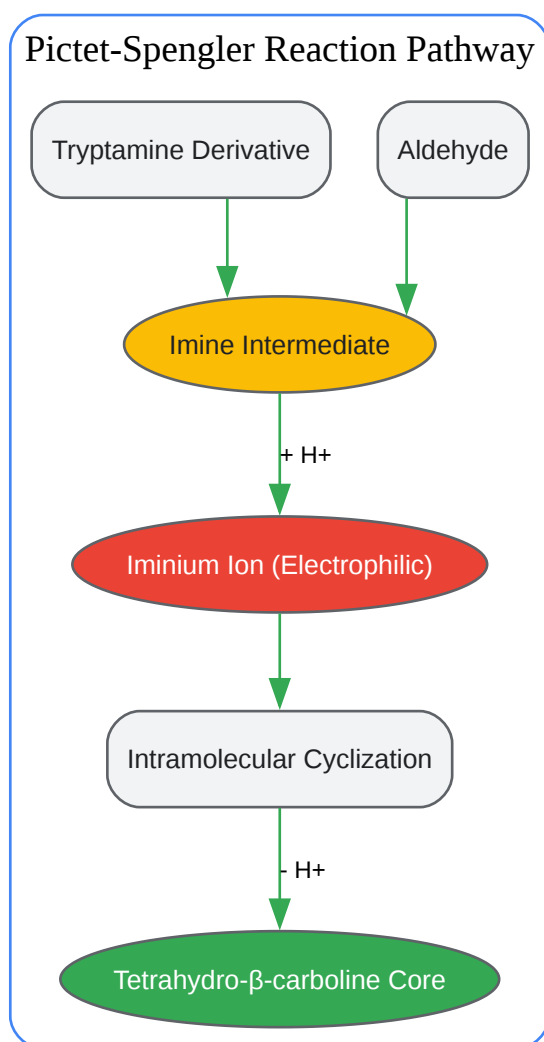 Pictet-Spengler Reaction Pathway
Tryptamine Derivative
Aldehyde
Imine Intermediate
+ H+
Iminium Ion (Electrophilic)
Intramolecular Cyclization
- H+
Tetrahydro-β-carboline Core